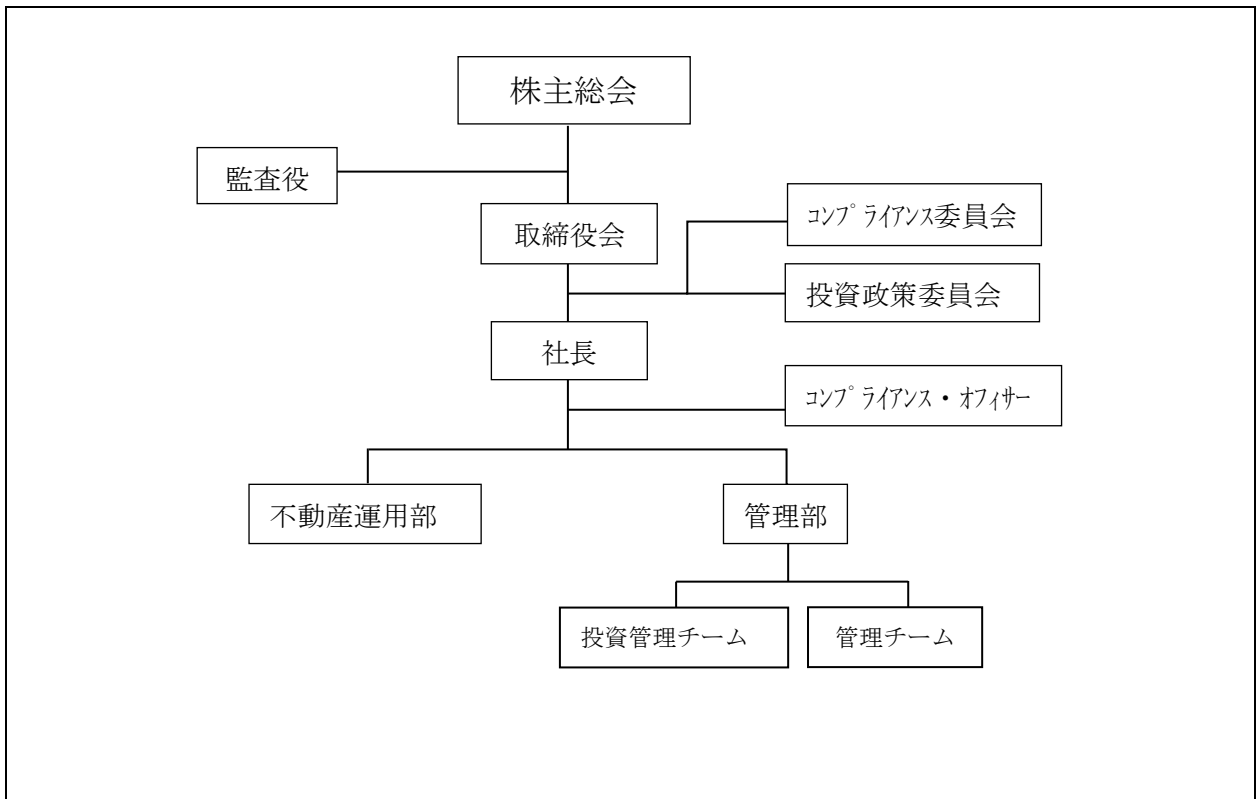 株主総会
監査役
取締役会
コンプライアンス委員会
投資政策委員会
社長
コンプライアンス・オフィサー
不動産運用部
管理部
投資管理チーム
管理チーム